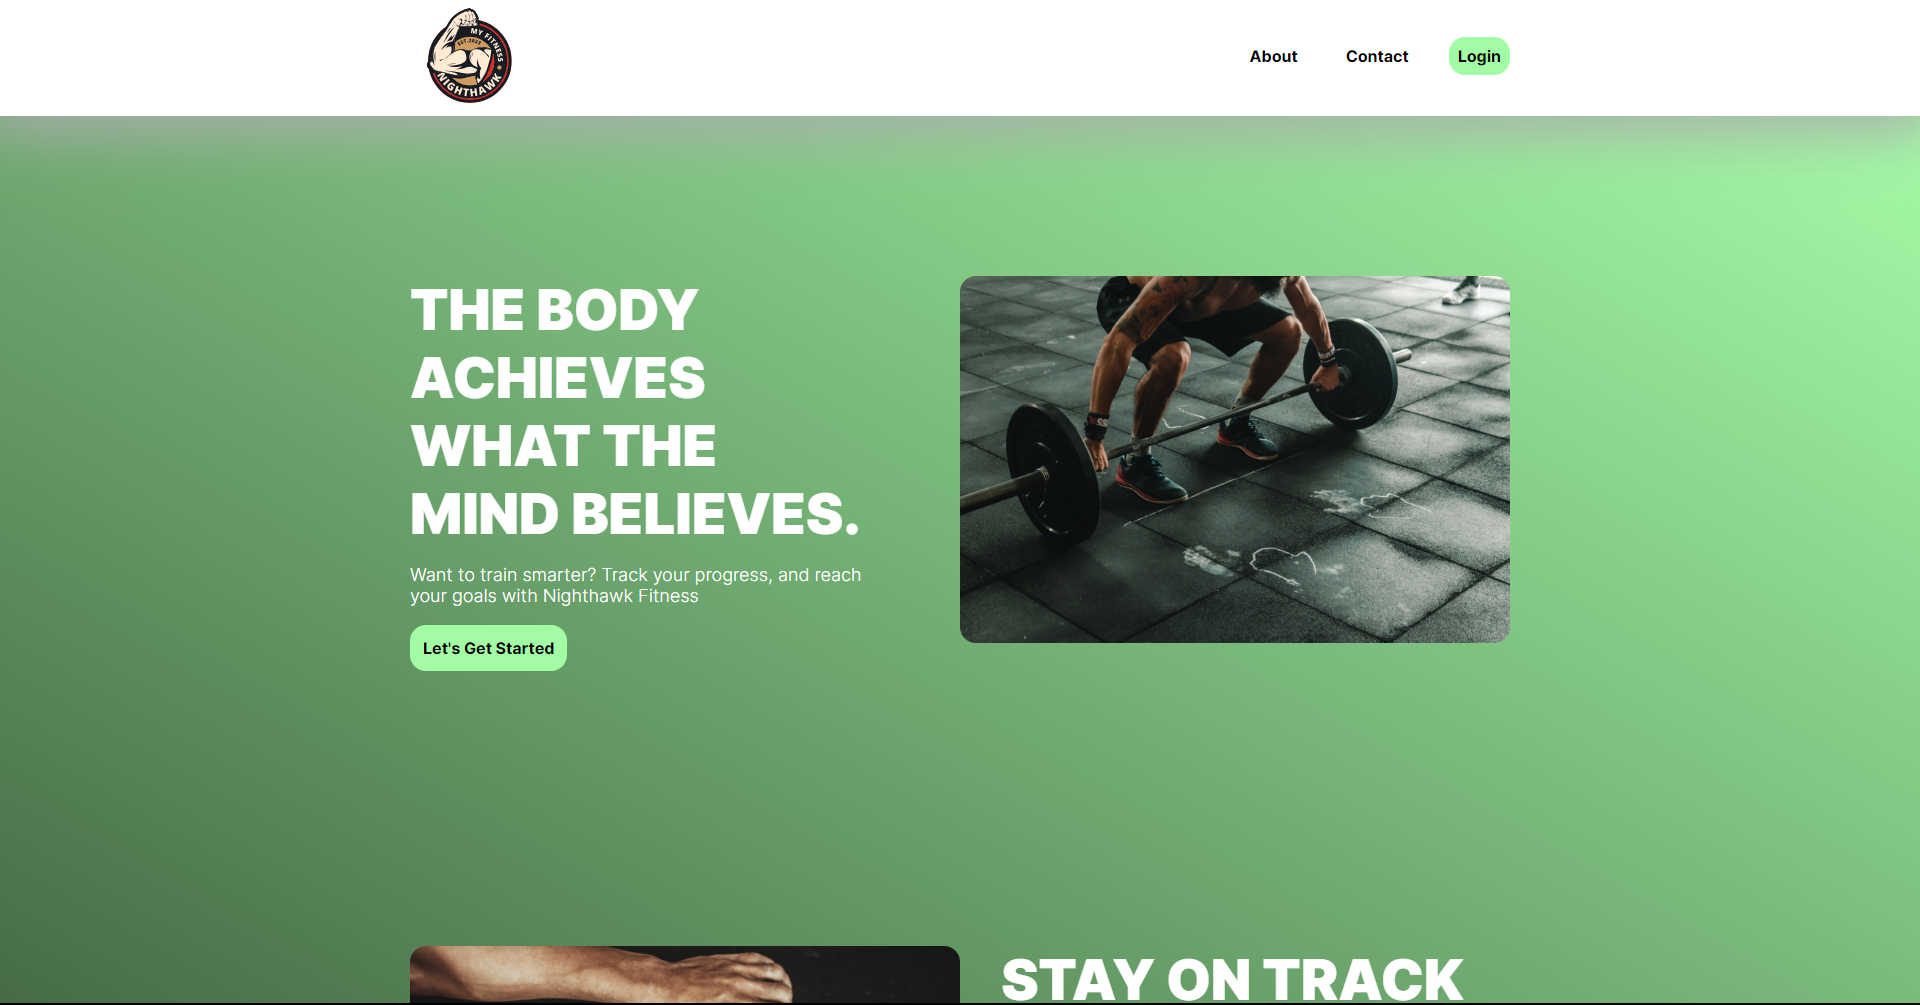 MY FITNESS
EST.2023
NIGHTHAWK
About
Contact
Login
THE BODY
ACHIEVES
WHAT THE
MIND BELIEVES.
Want to train smarter? Track your progress, and reach
your goals with Nighthawk Fitness
Let's Get Started
STAY ON TRACK